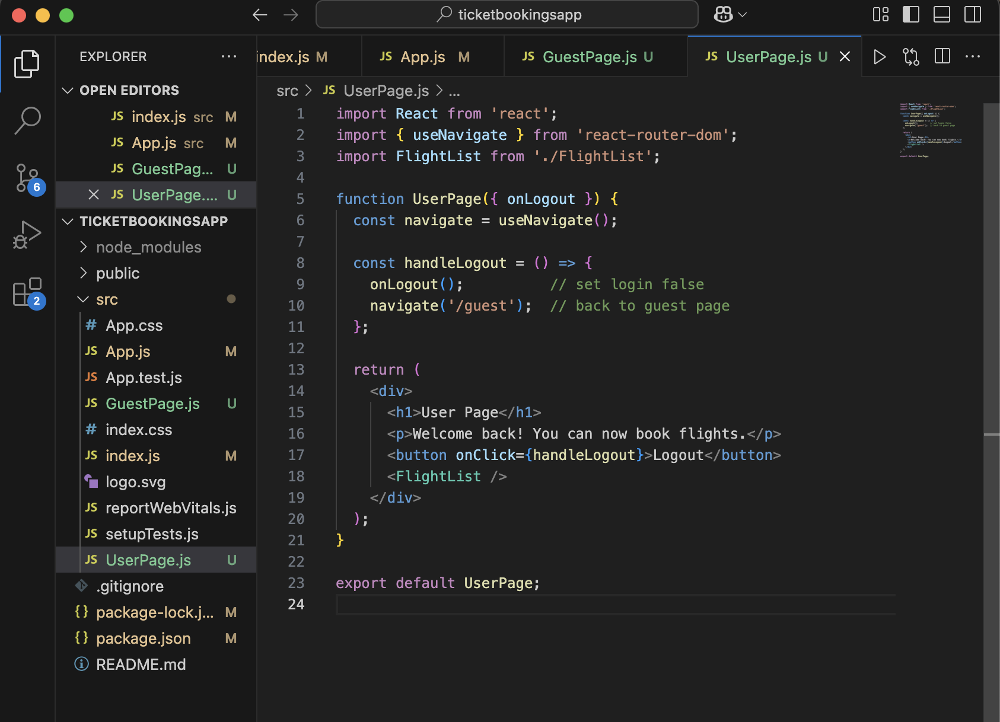 ticketbookingsapp
EXPLORER
index.js M
JS App.js M
JS GuestPage.js U
JS UserPage.js U
OPEN EDITORS
JS index.js src M
JS App.js src M
JS GuestPag... U
JS UserPage.... U
TICKETBOOKINGSAPP
node_modules
public
src
# App.css
JS App.js M
JS App.test.js
JS GuestPage.js U
# index.css
JS index.js M
logo.svg
JS reportWebVitals.js
JS setupTests.js
JS UserPage.js U
.gitignore
{} package-lock.j... M
{} package.json M
README.md
6
2
src > JS UserPage.js > ...
1 import React from 'react';
2 import { useNavigate } from 'react-router-dom';
3 import FlightList from './FlightList';
4
5 function UserPage({ onLogout }) {
6 const navigate = useNavigate();
7
8 const handleLogout = () => {
9 onLogout(); // set login false
10 navigate('/guest'); // back to guest page
11 };
12
13 return (
14 <div>
15 <h1>User Page</h1>
16 <p>Welcome back! You can now book flights.</p>
17 <button onClick={handleLogout}>Logout</button>
18 <FlightList />
19 </div>
20 );
21 }
22
23 export default UserPage;
24